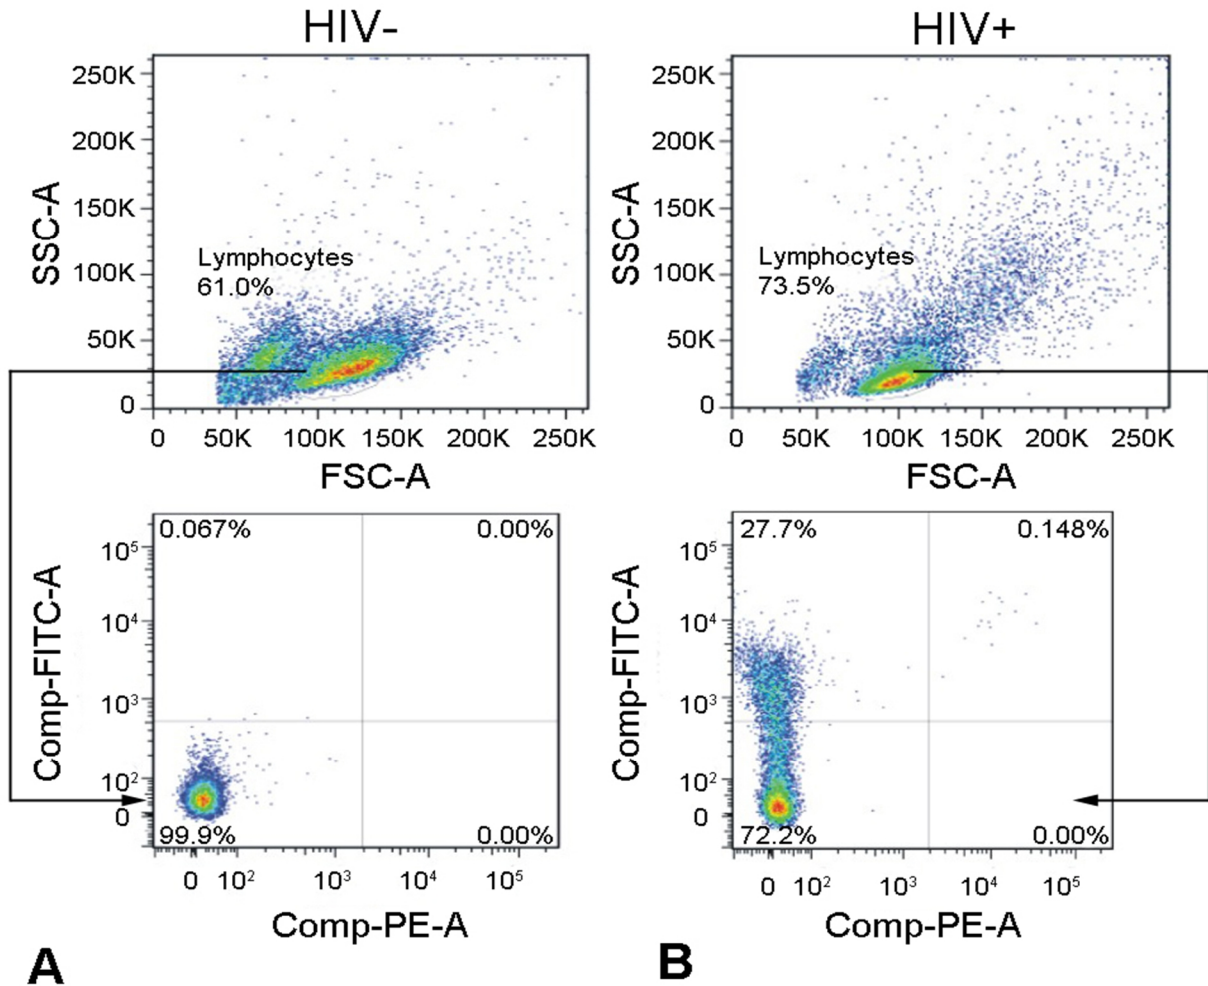 HIV-
250K
200K
150K
100K
50K
0
SSC-A
Lymphocytes
61.0%
0 50K 100K 150K 200K 250K
FSC-A
HIV+
250K
200K
150K
100K
50K
0
SSC-A
Lymphocytes
73.5%
0 50K 100K 150K 200K 250K
FSC-A
0.067% 0.00%
10⁵
10⁴
10³
10²
0
Comp-FITC-A
99.9% 0.00%
0 10² 10³ 10⁴ 10⁵
Comp-PE-A
A
27.7% 0.148%
10⁵
10⁴
10³
10²
0
Comp-FITC-A
72.2% 0.00%
0 10² 10³ 10⁴ 10⁵
Comp-PE-A
B